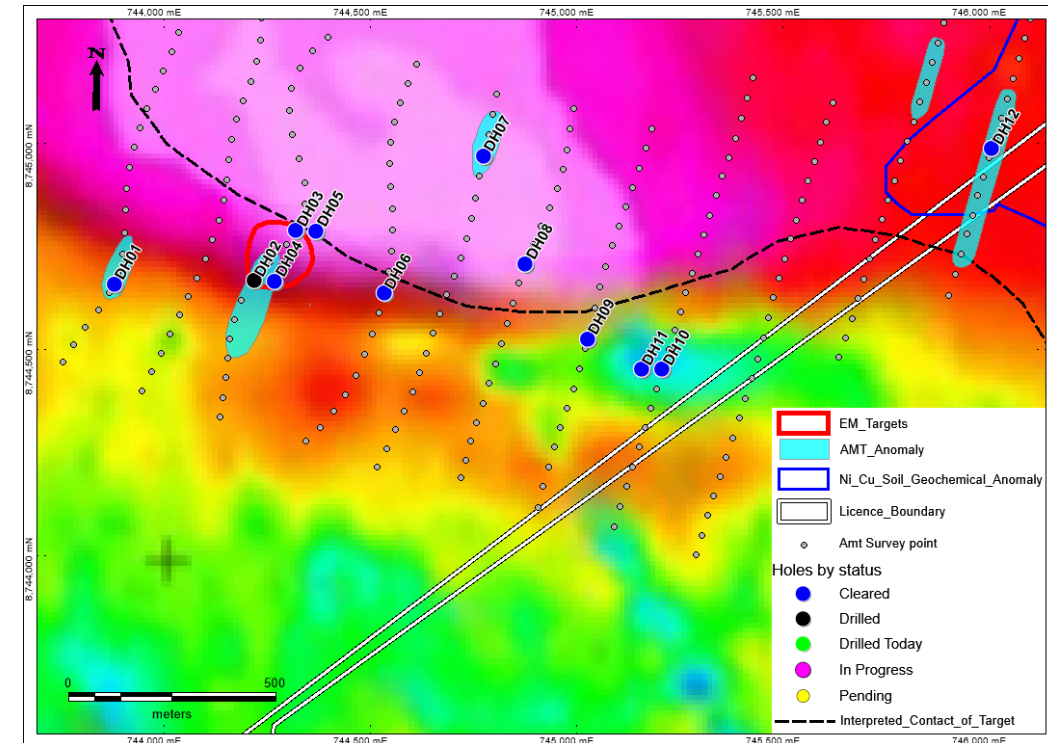 744,000 mE
744,500 mE
745,000 mE
745,500 mE
746,000 mE
N
8,745,000 mN
8,744,500 mN
8,744,000 mN
DH07
DH12
DH03
DH05
DH01
DH02
DH04
DH08
DH06
DH09
DH11
DH10
EM_Targets
AMT_Anomaly
Ni_Cu_Soil_Geochemical_Anomaly
Licence_Boundary
Amt Survey point
Holes by status
Cleared
Drilled
Drilled Today
In Progress
Pending
Interpreted_Contact_of_Target
0 500
meters
744,000 mE
744,500 mE
745,000 mE
745,500 mE
746,000 mE